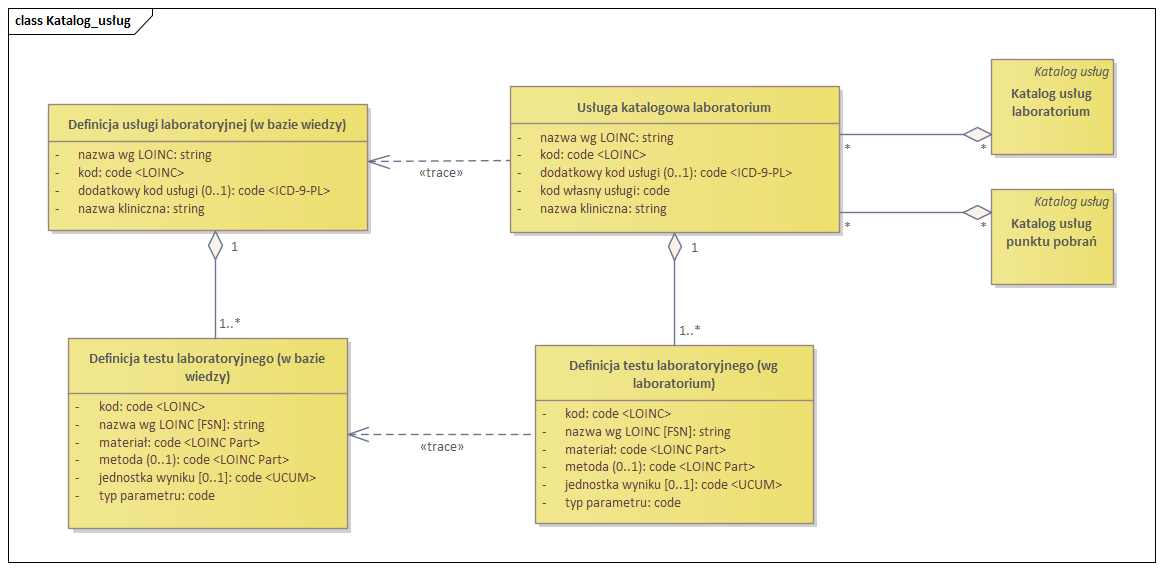 class Katalog_usług
Definicja usługi laboratoryjnej (w bazie wiedzy)
- nazwa wg LOINC: string
- kod: code <LOINC>
- dodatkowy kod usługi (0..1): code <ICD-9-PL>
- nazwa kliniczna: string
«trace»
Usługa katalogowa laboratorium
- nazwa wg LOINC: string
- kod: code <LOINC>
- dodatkowy kod usługi (0..1): code <ICD-9-PL>
- kod własny usługi: code
- nazwa kliniczna: string
Katalog usług
Katalog usług
laboratorium
* *
Katalog usług
Katalog usług
punktu pobrań
* *
1
1..*
1
1..*
Definicja testu laboratoryjnego (w bazie
wiedzy)
- kod: code <LOINC>
- nazwa wg LOINC [FSN]: string
- materiał: code <LOINC Part>
- metoda (0..1): code <LOINC Part>
- jednostka wyniku [0..1]: code <UCUM>
- typ parametru: code
«trace»
Definicja testu laboratoryjnego (wg
laboratorium)
- kod: code <LOINC>
- nazwa wg LOINC [FSN]: string
- materiał: code <LOINC Part>
- metoda (0..1): code <LOINC Part>
- jednostka wyniku [0..1]: code <UCUM>
- typ parametru: code